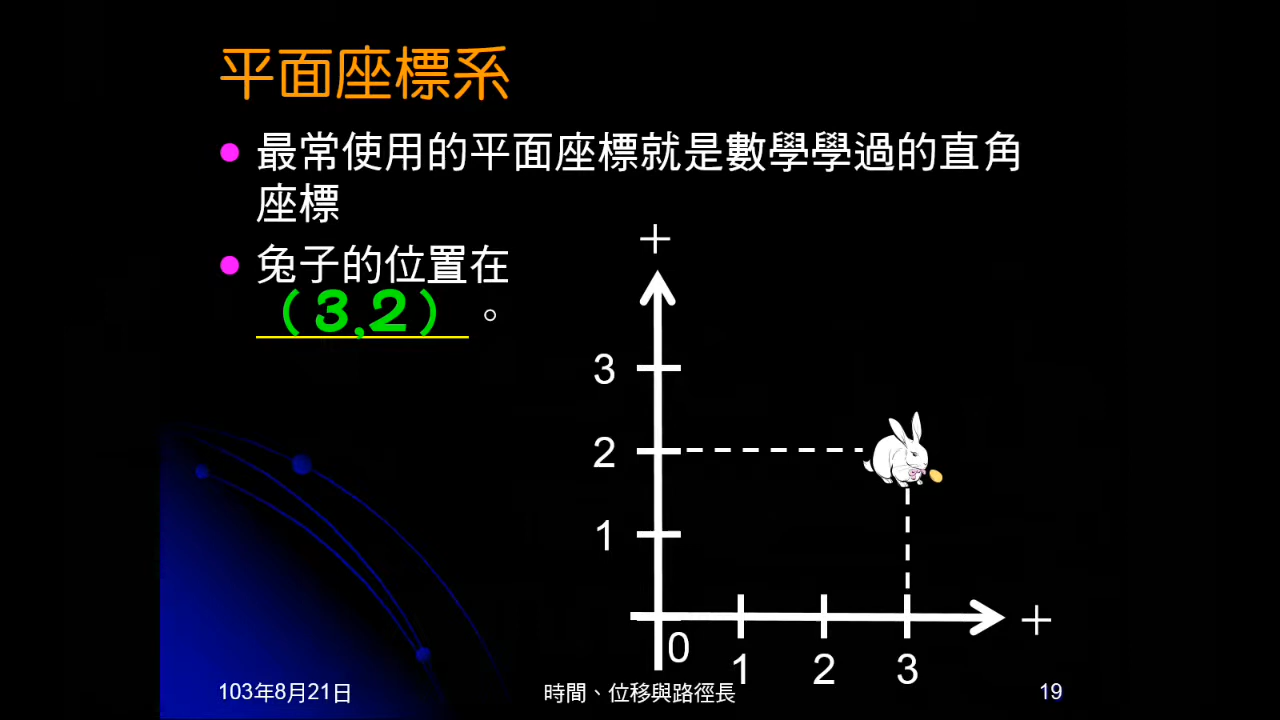 平面座標系
最常使用的平面座標就是數學學過的直角
座標
兔子的位置在
（3,2）。
＋
3
2
1
0
1
2
3
＋
103年8月21日
時間、位移與路徑長
19